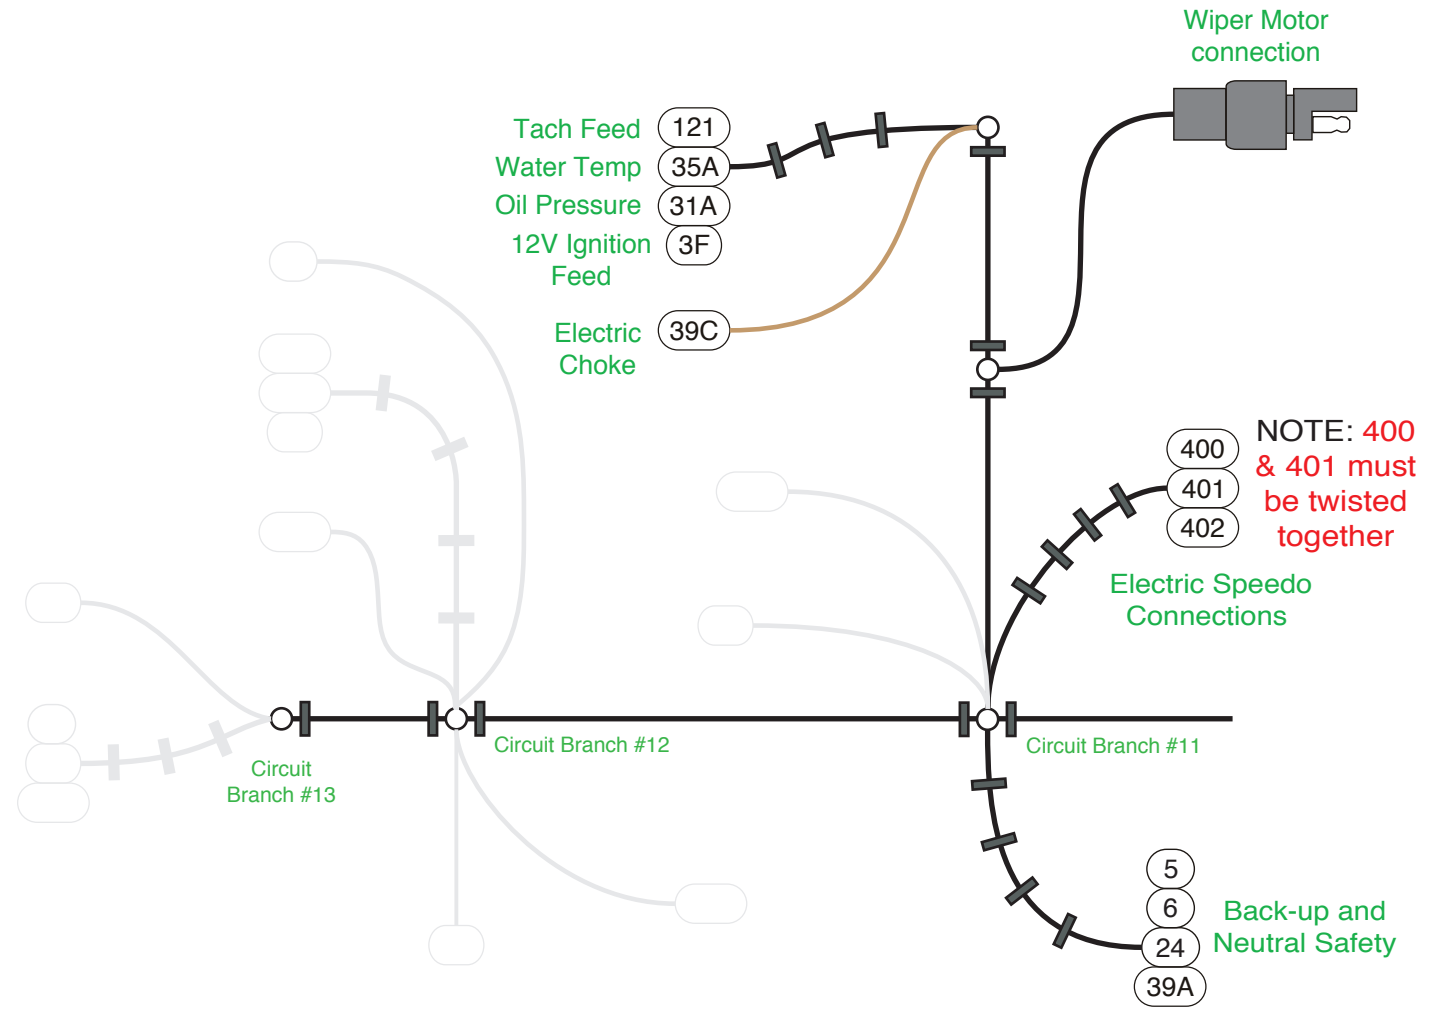 Wiper Motor
connection
Tach Feed 121
Water Temp 35A
Oil Pressure 31A
12V Ignition 3F
Feed
Electric 39C
Choke
400
401
402
NOTE: 400
& 401 must
be twisted
together
Electric Speedo
Connections
Circuit Branch #12
Circuit Branch #11
Circuit
Branch #13
5
6
24
39A
Back-up and
Neutral Safety